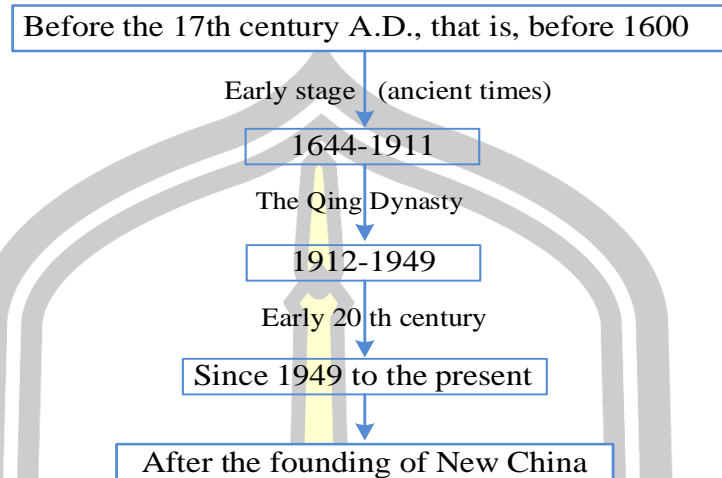 Before the 17th century A.D., that is, before 1600
Early stage (ancient times)
1644-1911
The Qing Dynasty
1912-1949
Early 20 th century
Since 1949 to the present
After the founding of New China